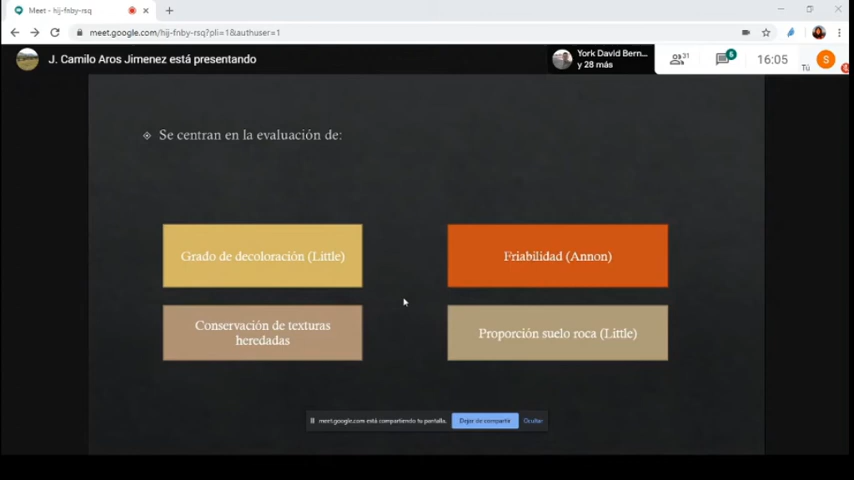 Meet - hij-fnby-rsq
meet.google.com/hij-fnby-rsq?pli=1&authuser=1
J. Camilo Aros Jimenez está presentando
York David Bern...
y 28 más
31
6
16:05
Tú
S
Se centran en la evaluación de:
Grado de decoloración (Little)
Friabilidad (Annon)
Conservación de texturas
heredadas
Proporción suelo roca (Little)
meet.google.com está compartiendo tu pantalla.
Dejar de compartir
Ocultar